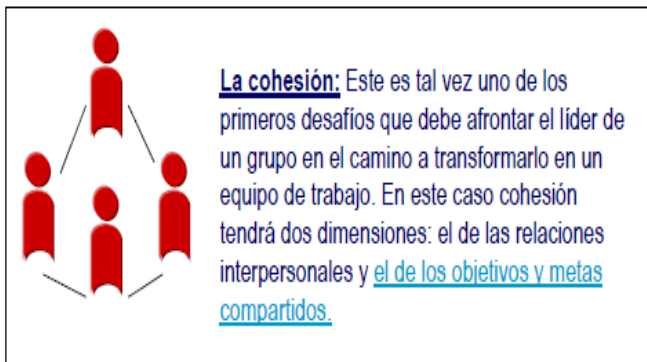 La cohesión: Este es tal vez uno de los
primeros desafíos que debe afrontar el líder de
un grupo en el camino a transformarlo en un
equipo de trabajo. En este caso cohesión
tendrá dos dimensiones: el de las relaciones
interpersonales y el de los objetivos y metas
compartidos.